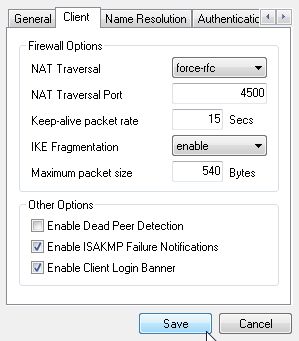 General Client Name Resolution Authenticatio
Firewall Options
NAT Traversal force-rfc
NAT Traversal Port 4500
Keep-alive packet rate 15 Secs
IKE Fragmentation enable
Maximum packet size 540 Bytes
Other Options
Enable Dead Peer Detection
Enable ISAKMP Failure Notifications
Enable Client Login Banner
Save Cancel